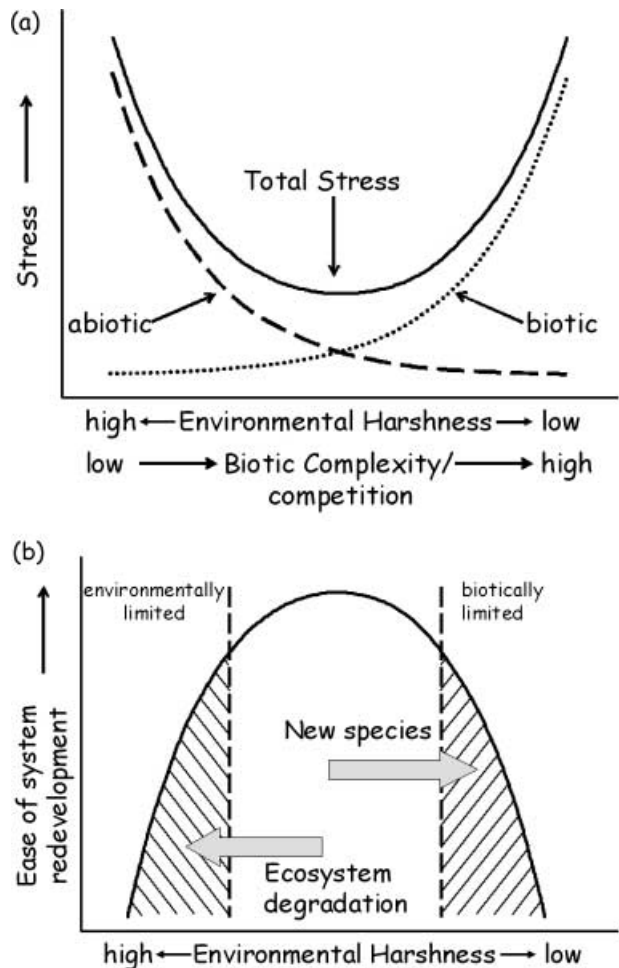 (a)
Stress
Total Stress
abiotic
biotic
high Environmental Harshness low
low Biotic Complexity/ high
competition
(b)
environmentally
limited
biotically
limited
Ease of system
redevelopment
New species
Ecosystem
degradation
high Environmental Harshness low